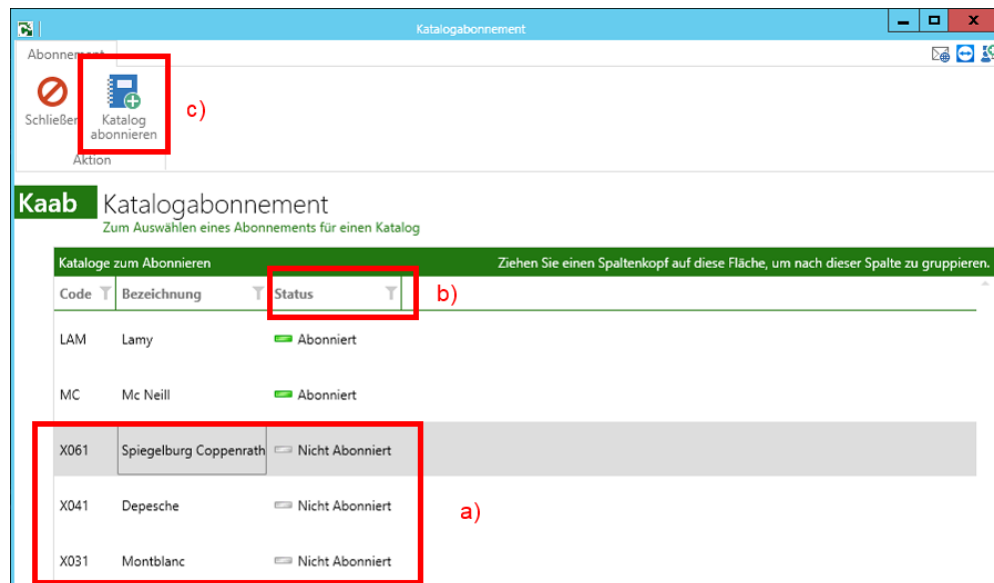 Katalogabonnement
Abonnement
Schließen
Katalog abonnieren
c)
Aktion
Kaab
Katalogabonnement
Zum Auswählen eines Abonnements für einen Katalog
Kataloge zum Abonnieren
Ziehen Sie einen Spaltenkopf auf diese Fläche, um nach dieser Spalte zu gruppieren.
Code Bezeichnung Status
b)
LAM Lamy Abonniert
MC Mc Neill Abonniert
X061 Spiegelburg Coppenrath Nicht Abonniert
X041 Depesche Nicht Abonniert
a)
X031 Montblanc Nicht Abonniert